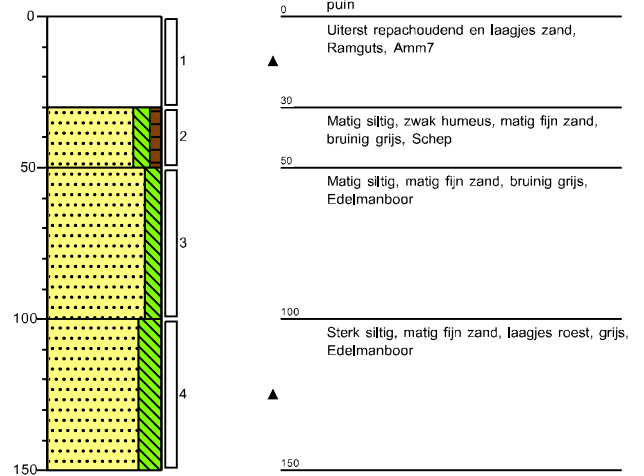 puin
0
0
Uiterst repachoudend en laagjes zand,
Ramguts, Amm7
1
30
Matig siltig, zwak humeus, matig fijn zand,
bruinig grijs, Schep
2
50
50
Matig siltig, matig fijn zand, bruinig grijs,
Edelmanboor
3
100
100
Sterk siltig, matig fijn zand, laagjes roest, grijs,
Edelmanboor
4
150
150